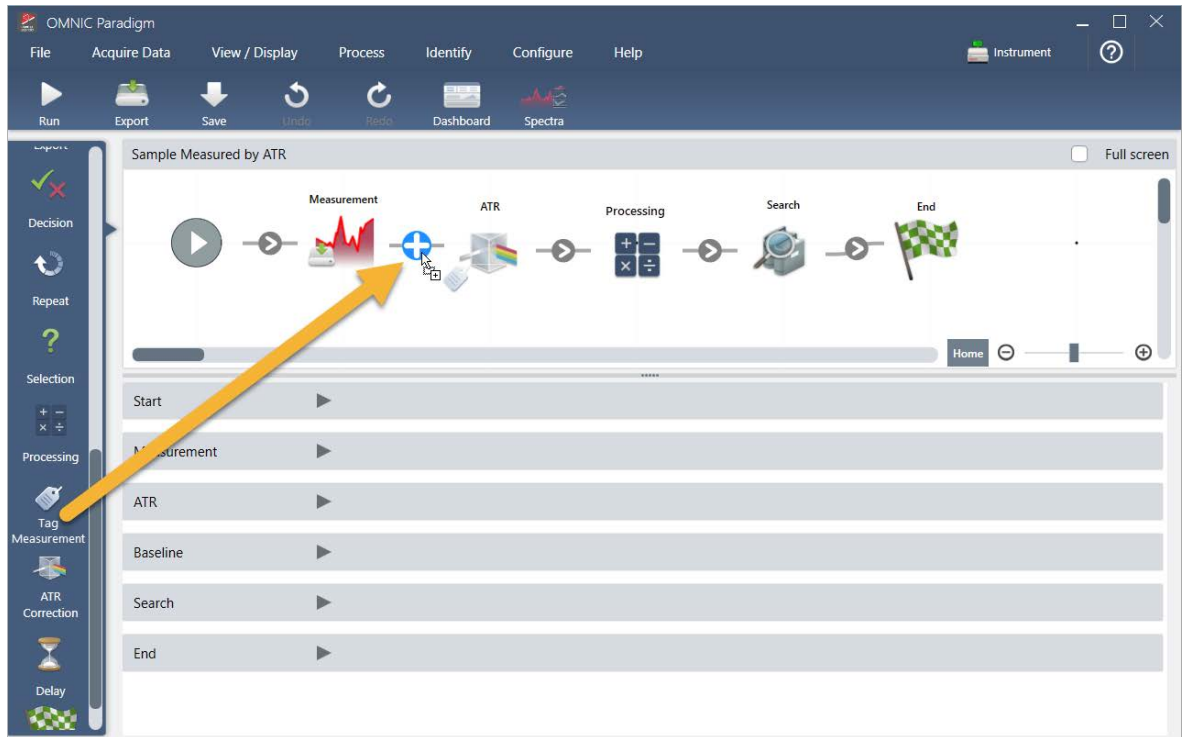 OMNIC Paradigm
File Acquire Data View / Display Process Identify Configure Help Instrument
Run Export Save Undo Redo Dashboard Spectra
Export
Decision
Repeat
Selection
Processing
Tag
Measurement
ATR
Correction
Delay
Sample Measured by ATR Full screen
Measurement ATR Processing Search End
Home
Start
Measurement
ATR
Baseline
Search
End